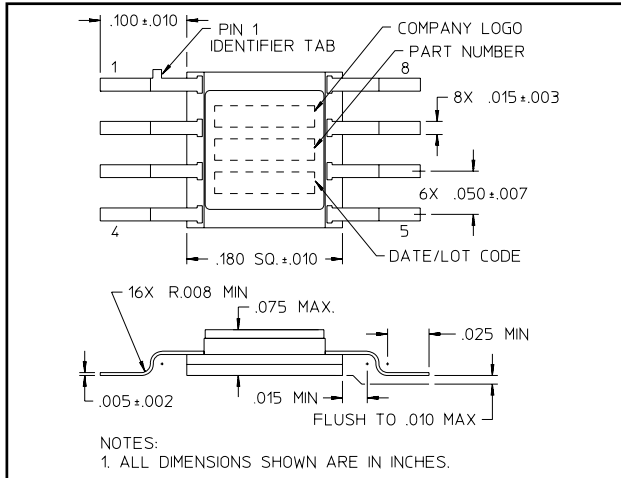 .100±.010
PIN 1
IDENTIFIER TAB
COMPANY LOGO
PART NUMBER
1
8
8X .015±.003
6X .050±.007
4
5
.180 SQ.±.010
DATE/LOT CODE
16X R.008 MIN
.075 MAX.
.025 MIN
.005±.002
.015 MIN
FLUSH TO .010 MAX
NOTES:
1. ALL DIMENSIONS SHOWN ARE IN INCHES.